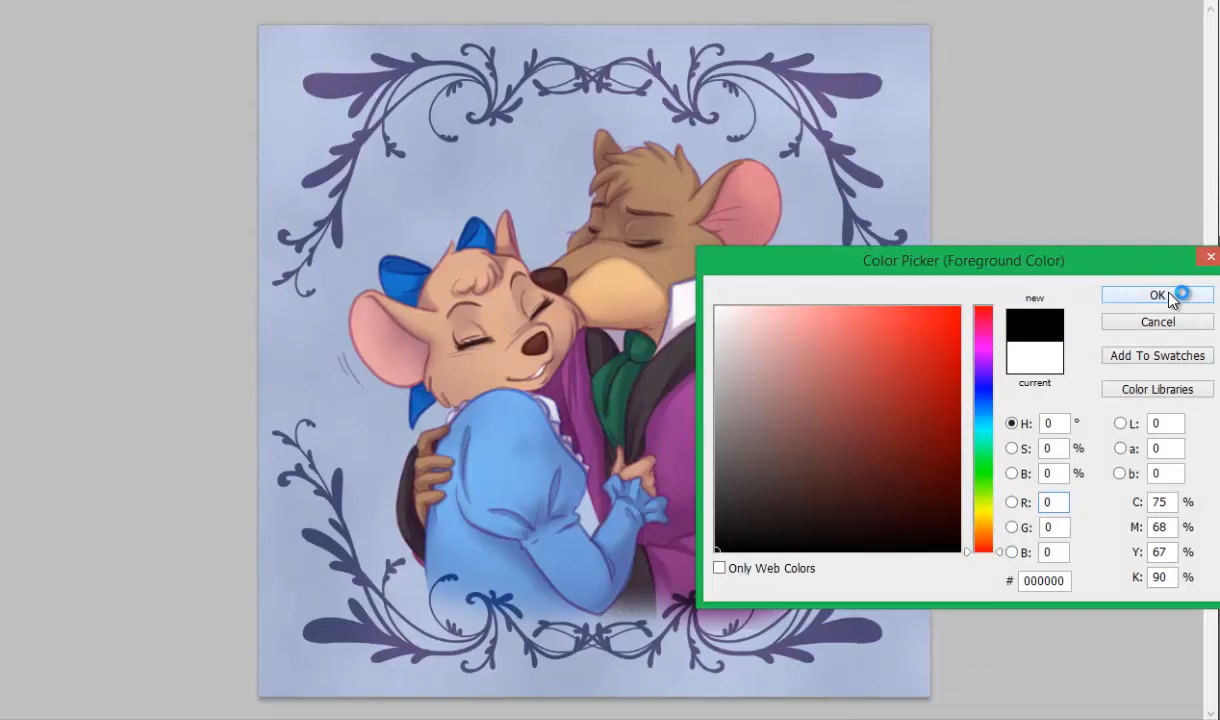 Color Picker (Foreground Color)
new
OK
Cancel
Add To Swatches
current
Color Libraries
H: 0 °
L: 0
S: 0 %
a: 0
B: 0 %
b: 0
R: 0
C: 75 %
G: 0
M: 68 %
B: 0
Y: 67 %
Only Web Colors
# 000000
K: 90 %